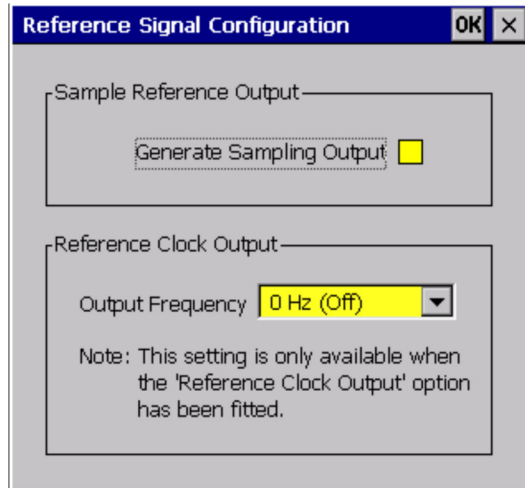 Reference Signal Configuration OK ×
Sample Reference Output
Generate Sampling Output
Reference Clock Output
Output Frequency 0 Hz (Off)
Note: This setting is only available when
the 'Reference Clock Output' option
has been fitted.